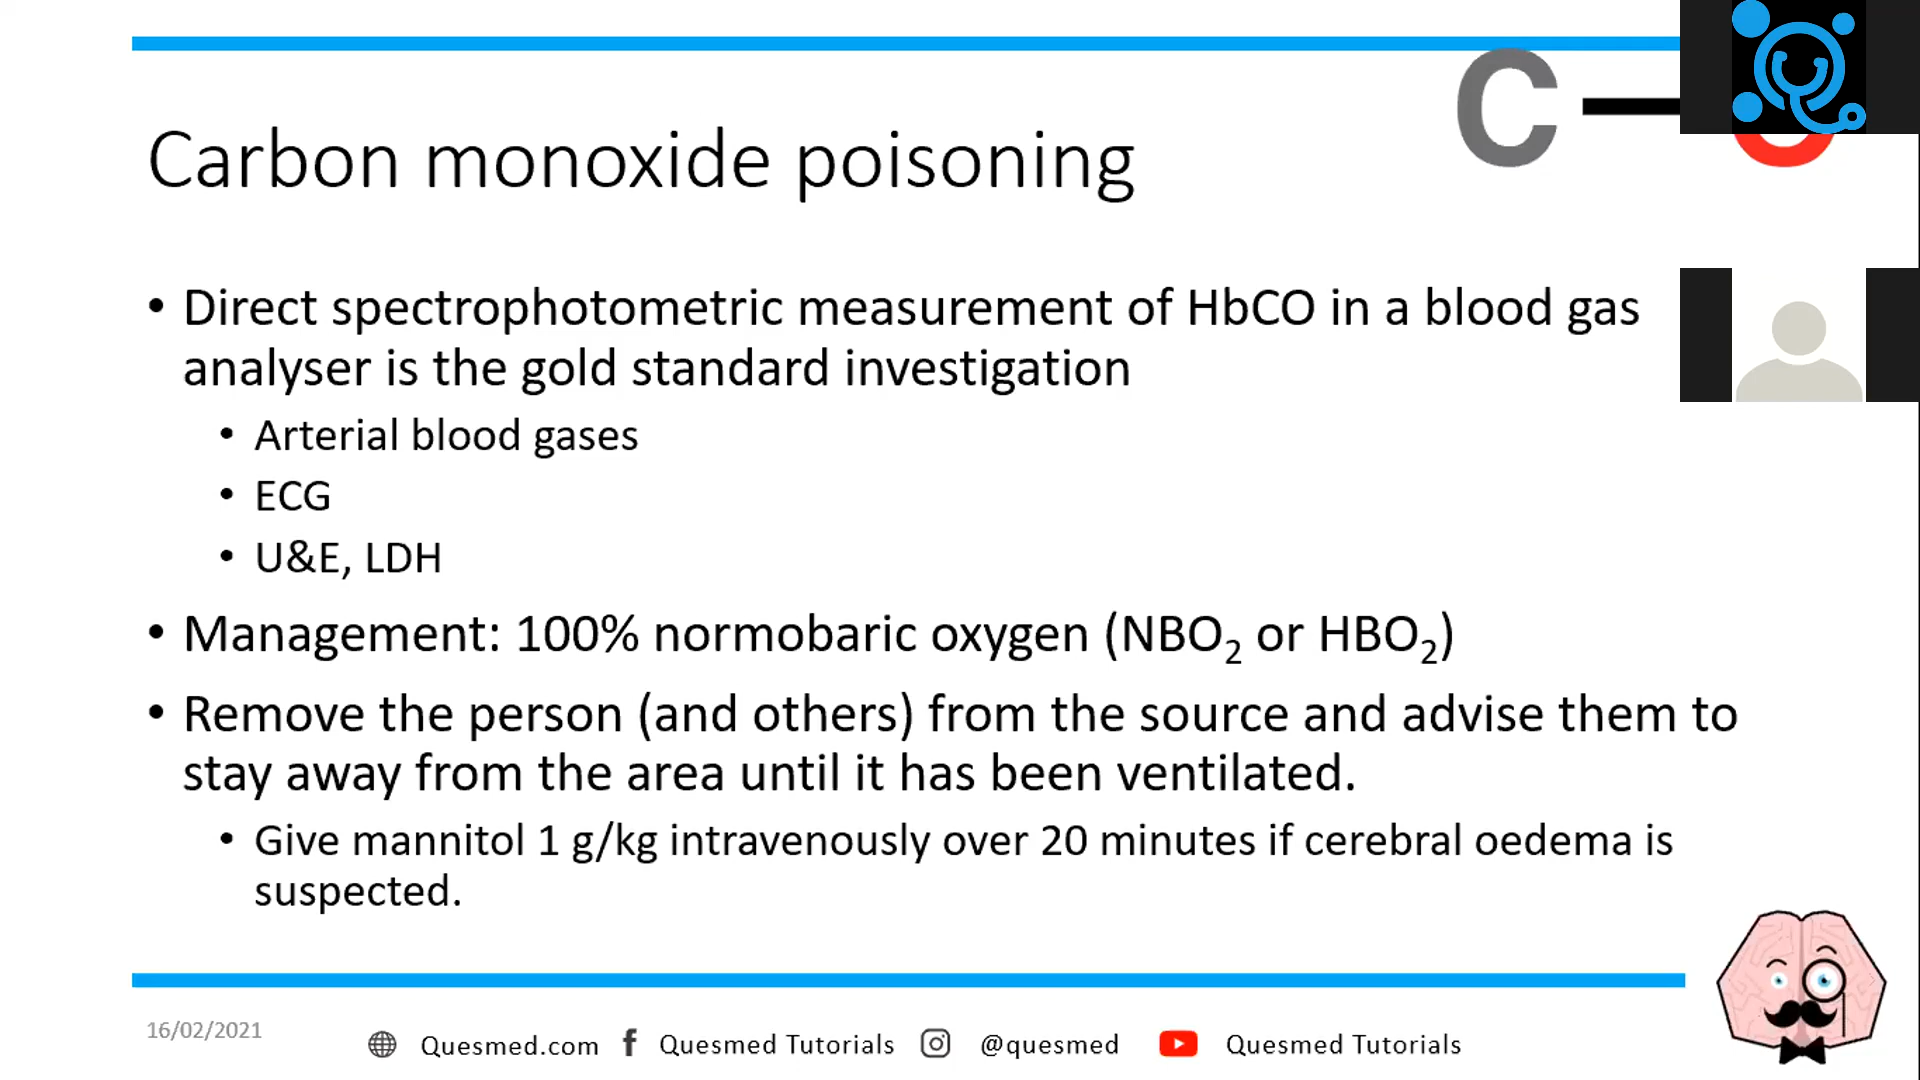 C
Carbon monoxide poisoning
• Direct spectrophotometric measurement of HbCO in a blood gas
analyser is the gold standard investigation
• Arterial blood gases
• ECG
• U&E, LDH
• Management: 100% normobaric oxygen (NBO₂ or HBO₂)
• Remove the person (and others) from the source and advise them to
stay away from the area until it has been ventilated.
• Give mannitol 1 g/kg intravenously over 20 minutes if cerebral oedema is
suspected.
16/02/2021
Quesmed.com
Quesmed Tutorials
@quesmed
Quesmed Tutorials